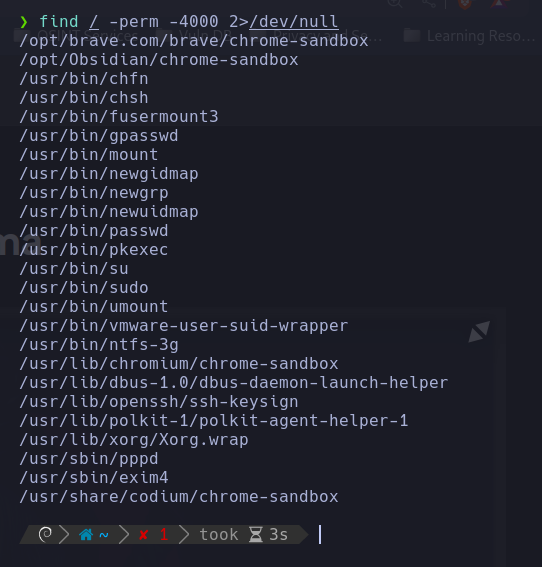 ❯ find / -perm -4000 2>/dev/null
/opt/brave.com/brave/chrome-sandbox
/opt/Obsidian/chrome-sandbox
/usr/bin/chfn
/usr/bin/chsh
/usr/bin/fusermount3
/usr/bin/gpasswd
/usr/bin/mount
/usr/bin/newgidmap
/usr/bin/newgrp
/usr/bin/newuidmap
/usr/bin/passwd
/usr/bin/pkexec
/usr/bin/su
/usr/bin/sudo
/usr/bin/umount
/usr/bin/vmware-user-suid-wrapper
/usr/bin/ntfs-3g
/usr/lib/chromium/chrome-sandbox
/usr/lib/dbus-1.0/dbus-daemon-launch-helper
/usr/lib/openssh/ssh-keysign
/usr/lib/polkit-1/polkit-agent-helper-1
/usr/lib/xorg/Xorg.wrap
/usr/sbin/pppd
/usr/sbin/exim4
/usr/share/codium/chrome-sandbox
~ ✘ 1 took 3s
Learning Reso...